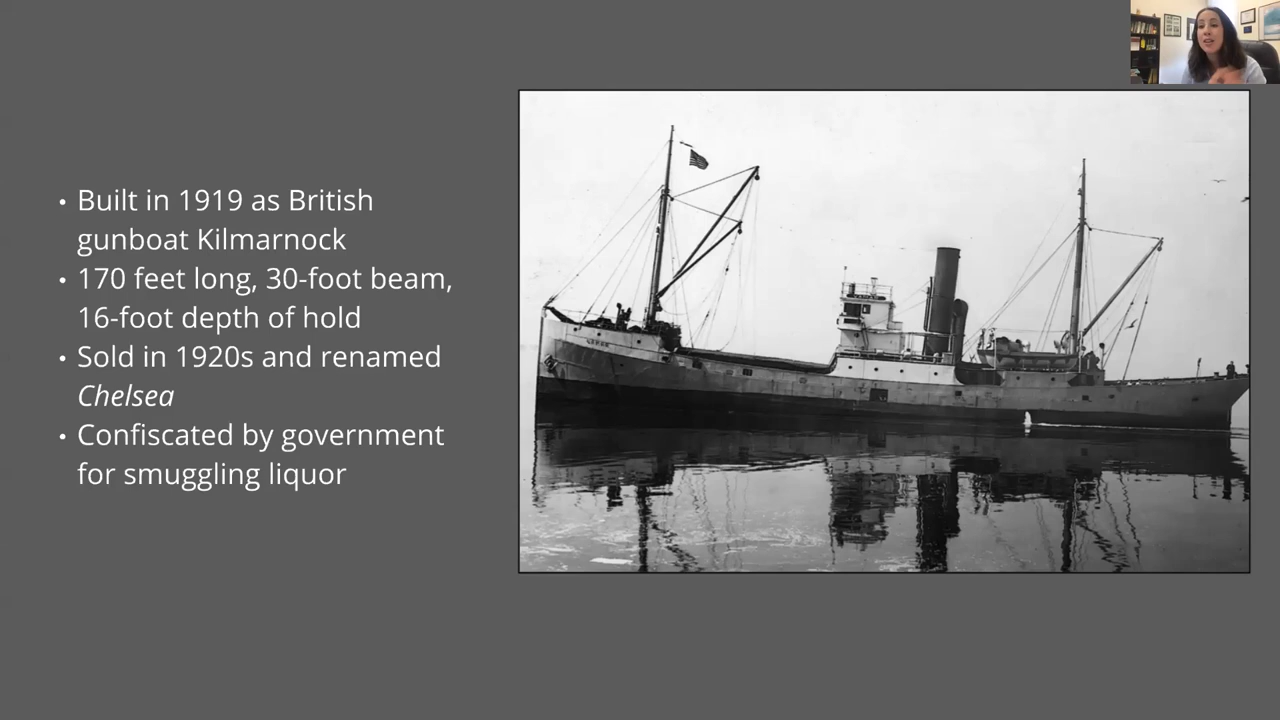 • Built in 1919 as British
gunboat Kilmarnock
• 170 feet long, 30-foot beam,
16-foot depth of hold
• Sold in 1920s and renamed
Chelsea
• Confiscated by government
for smuggling liquor